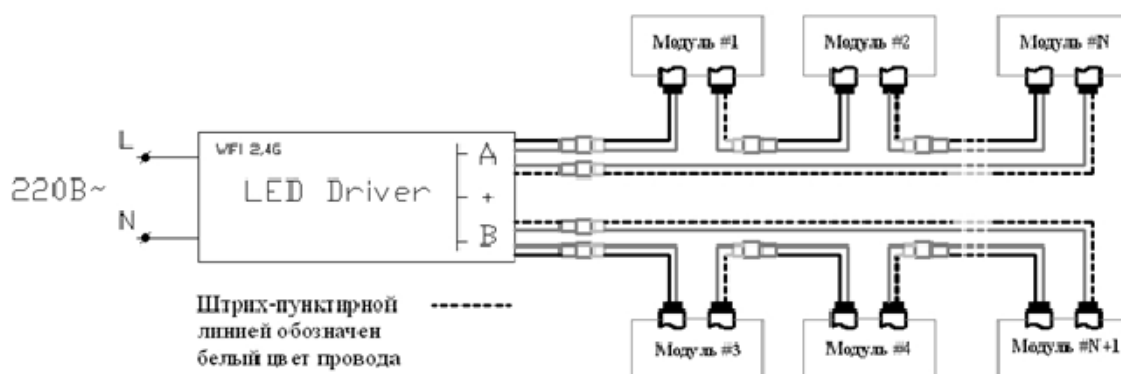 Модуль #1
Модуль #2
Модуль #N
L
WIFI 2,4G
A
220В~
LED Driver
+
N
B
Штрих-пунктирной
линией обозначен
белый цвет провода
Модуль #3
Модуль #4
Модуль #N+1